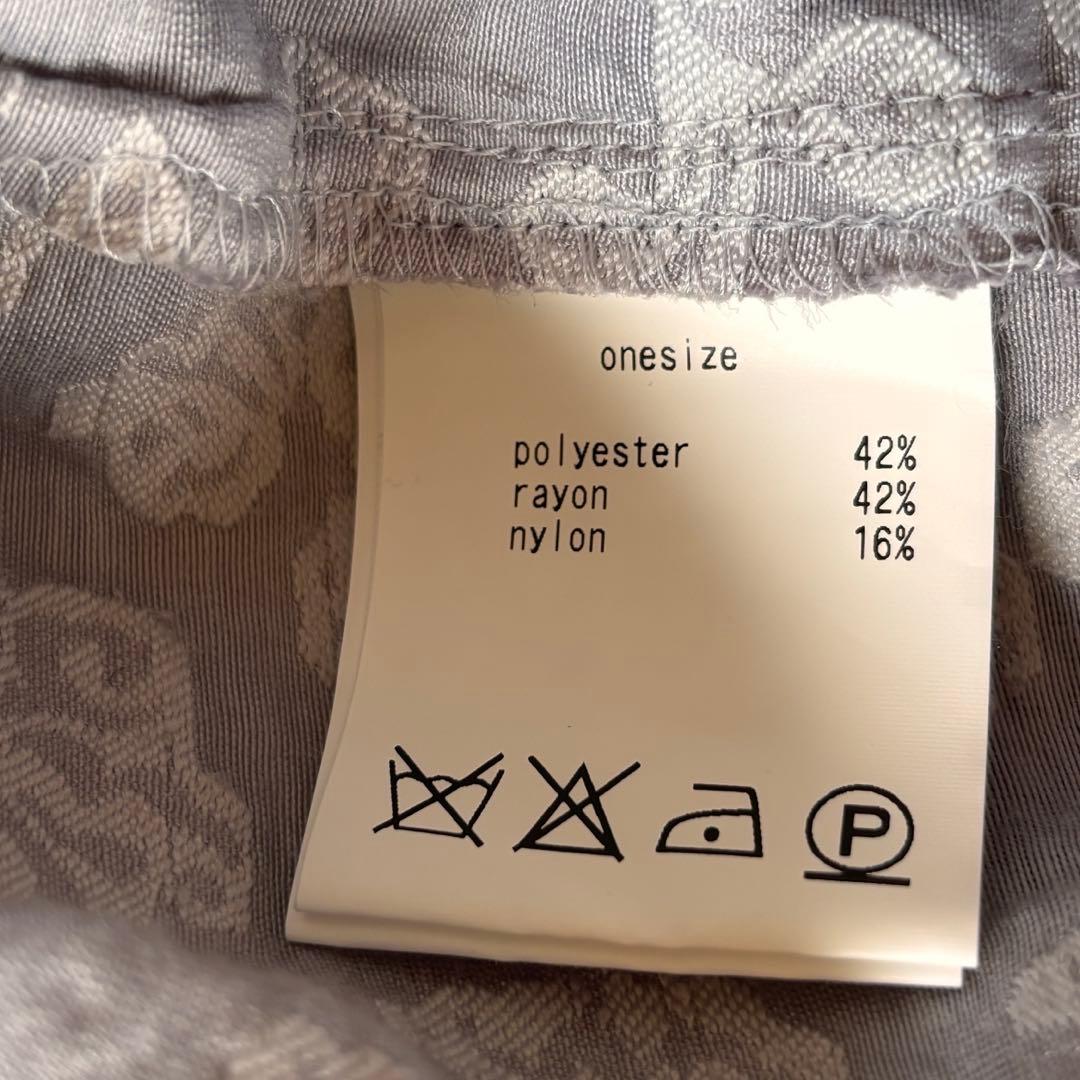 onesize
polyester 42%
rayon 42%
nylon 16%
P